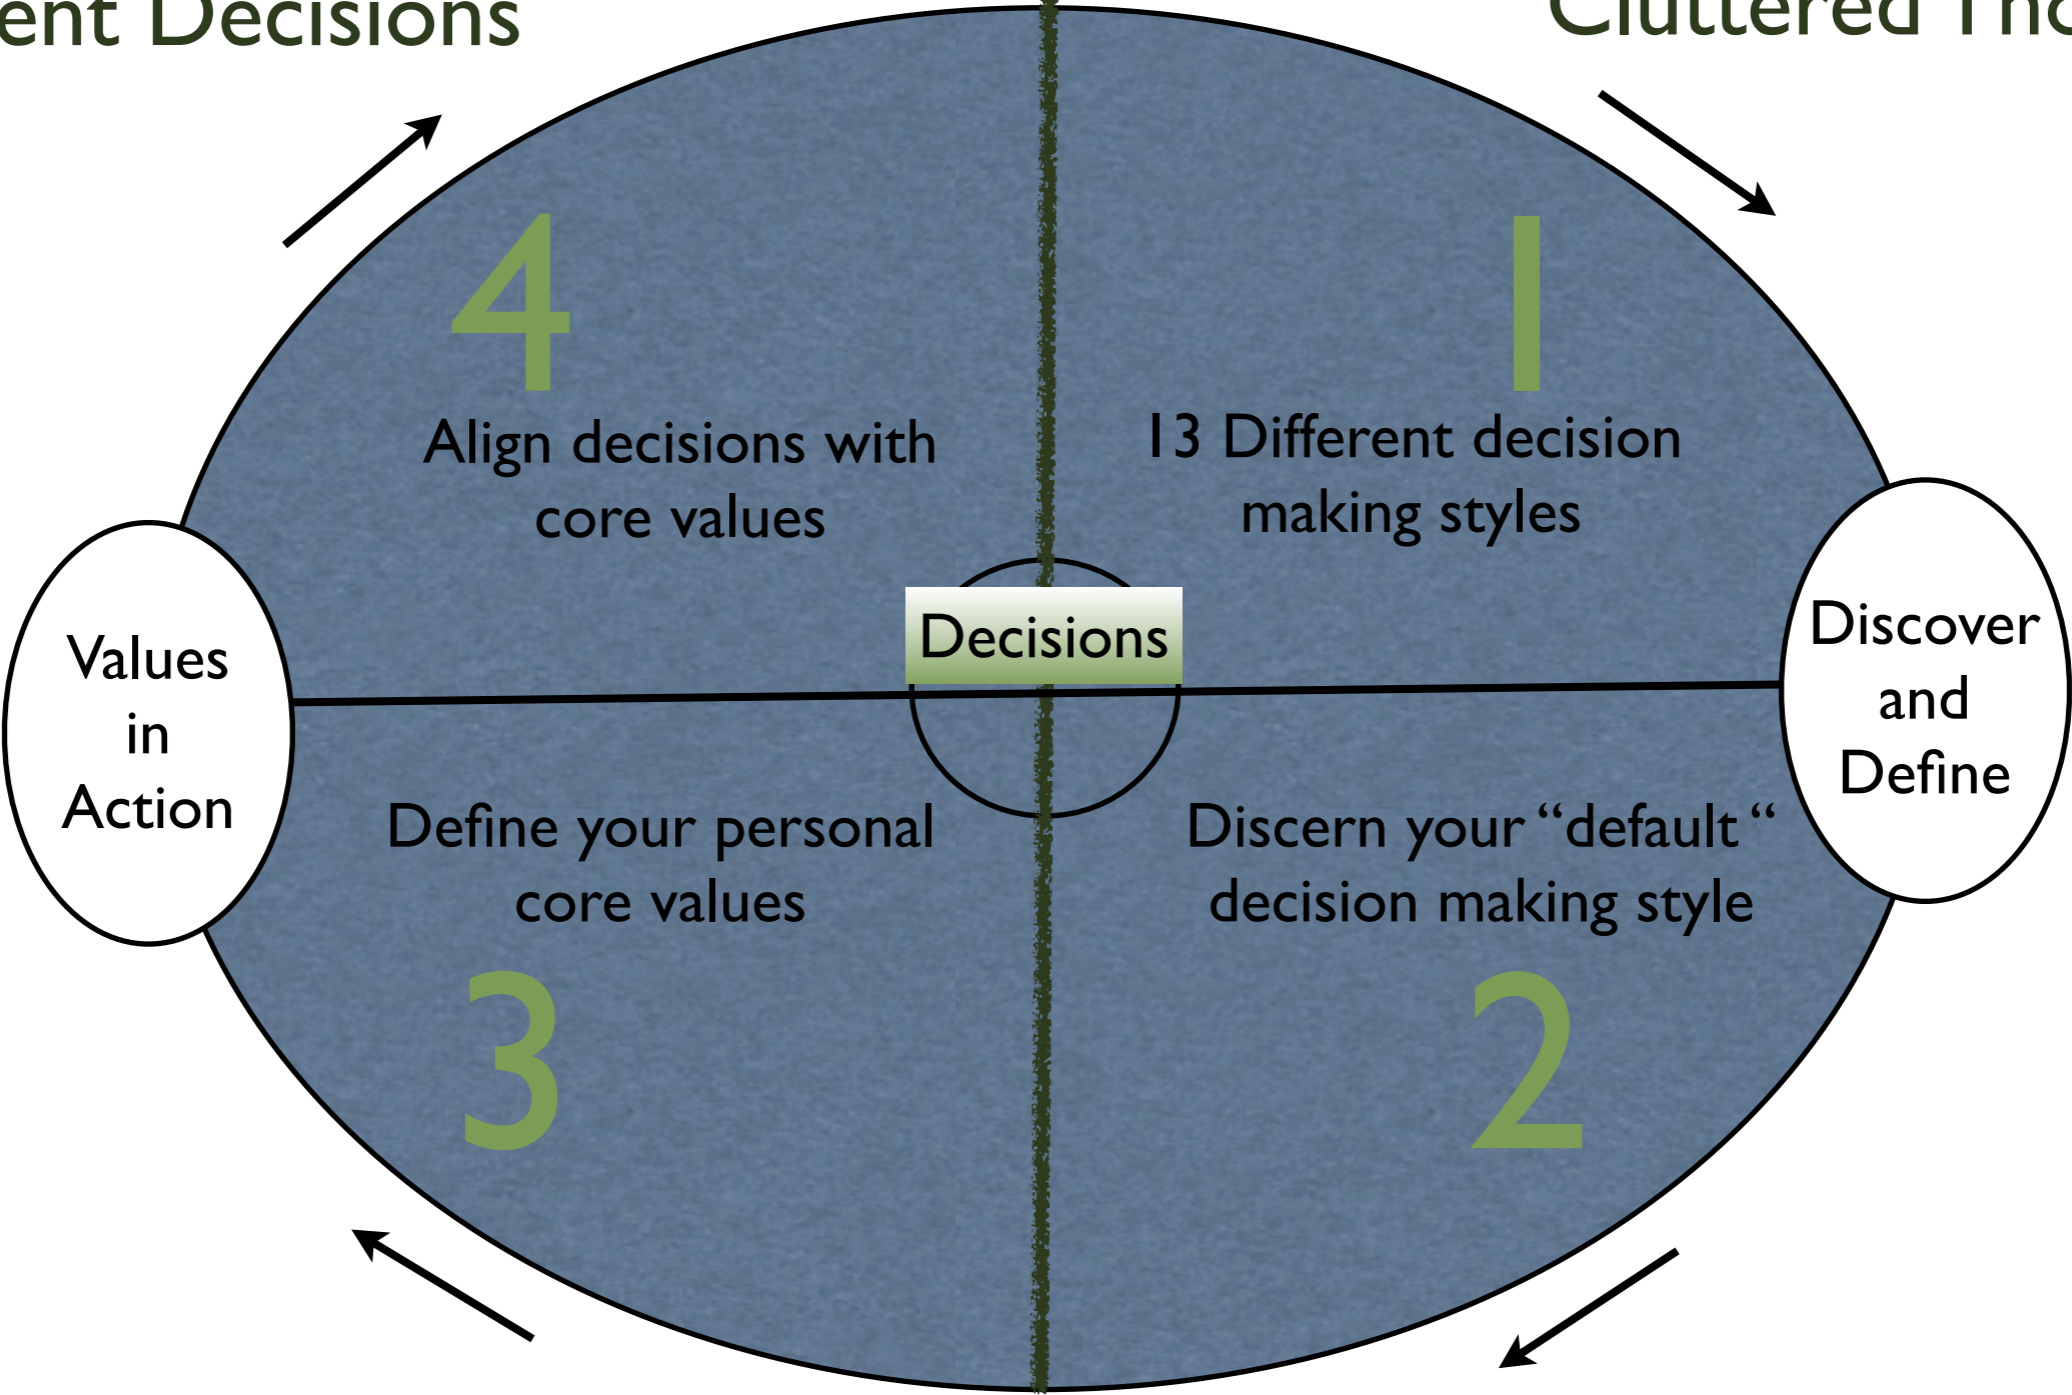 ent Decisions
Cluttered Tho
4
Align decisions with
core values
1
13 Different decision
making styles
Decisions
Values
in
Action
Discover
and
Define
Define your personal
core values
3
Discern your “default “
decision making style
2